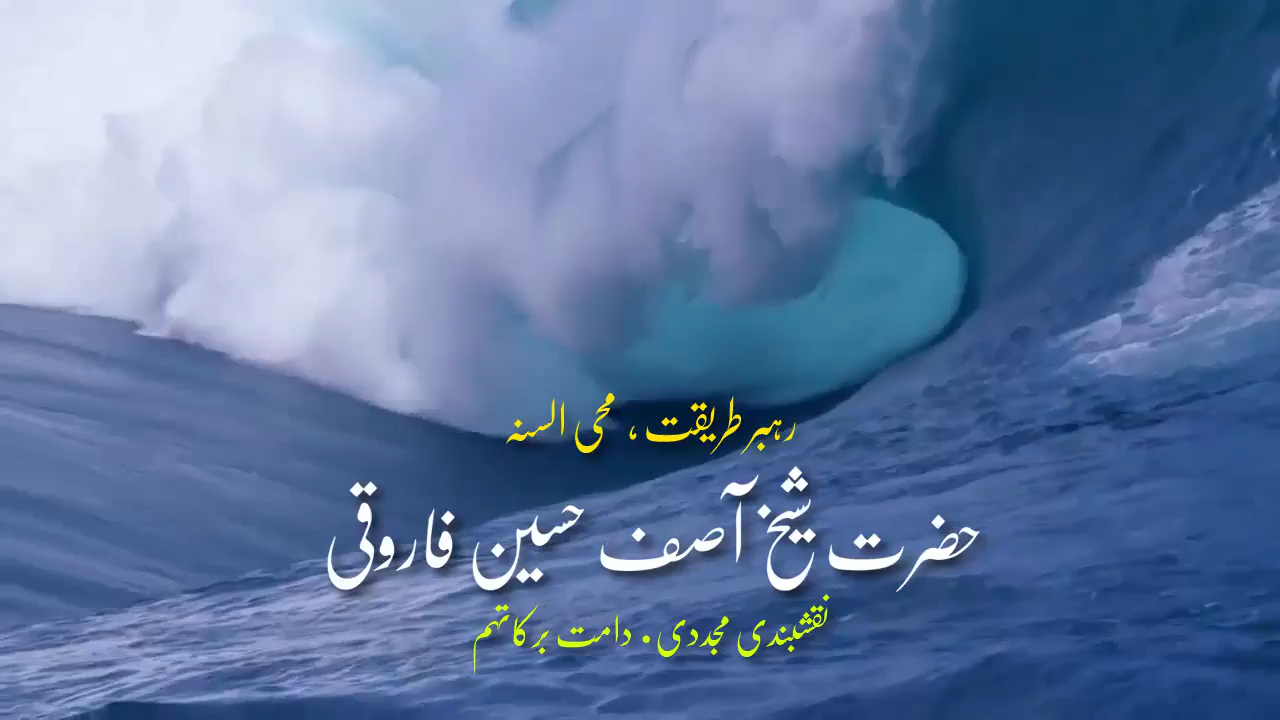 رہبر طریقت، محی السنہ
حضرت شیخ آصف حسین فاروقی
نقشبندی مجددی۔ دامت برکاتہم